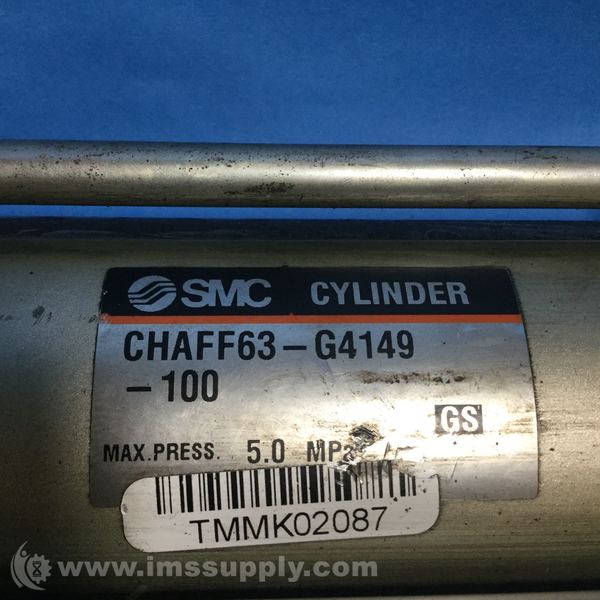 SMC CYLINDER
CHAFF63-G4149
-100
GS
MAX.PRESS. 5.0 MPa
TMMK02087
www.imssupply.com